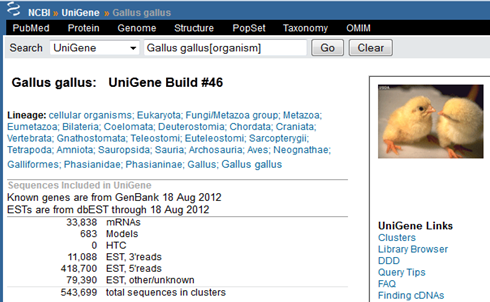 NCBI » UniGene » Gallus gallus
PubMed Protein Genome Structure PopSet Taxonomy OMIM
Search UniGene Gallus gallus[organism] Go Clear
Gallus gallus: UniGene Build #46
Lineage: cellular organisms; Eukaryota; Fungi/Metazoa group; Metazoa;
Eumetazoa; Bilateria; Coelomata; Deuterostomia; Chordata; Craniata;
Vertebrata; Gnathostomata; Teleostomi; Euteleostomi; Sarcopterygii;
Tetrapoda; Amniota; Sauropsida; Sauria; Archosauria; Aves; Neognathae;
Galliformes; Phasianidae; Phasianinae; Gallus; Gallus gallus
Sequences Included in UniGene
Known genes are from GenBank 18 Aug 2012
ESTs are from dbEST through 18 Aug 2012
33,838 mRNAs
683 Models
0 HTC
11,088 EST, 3'reads
418,700 EST, 5'reads
79,390 EST, other/unknown
543,699 total sequences in clusters
UniGene Links
Clusters
Library Browser
DDD
Query Tips
FAQ
Finding cDNAs